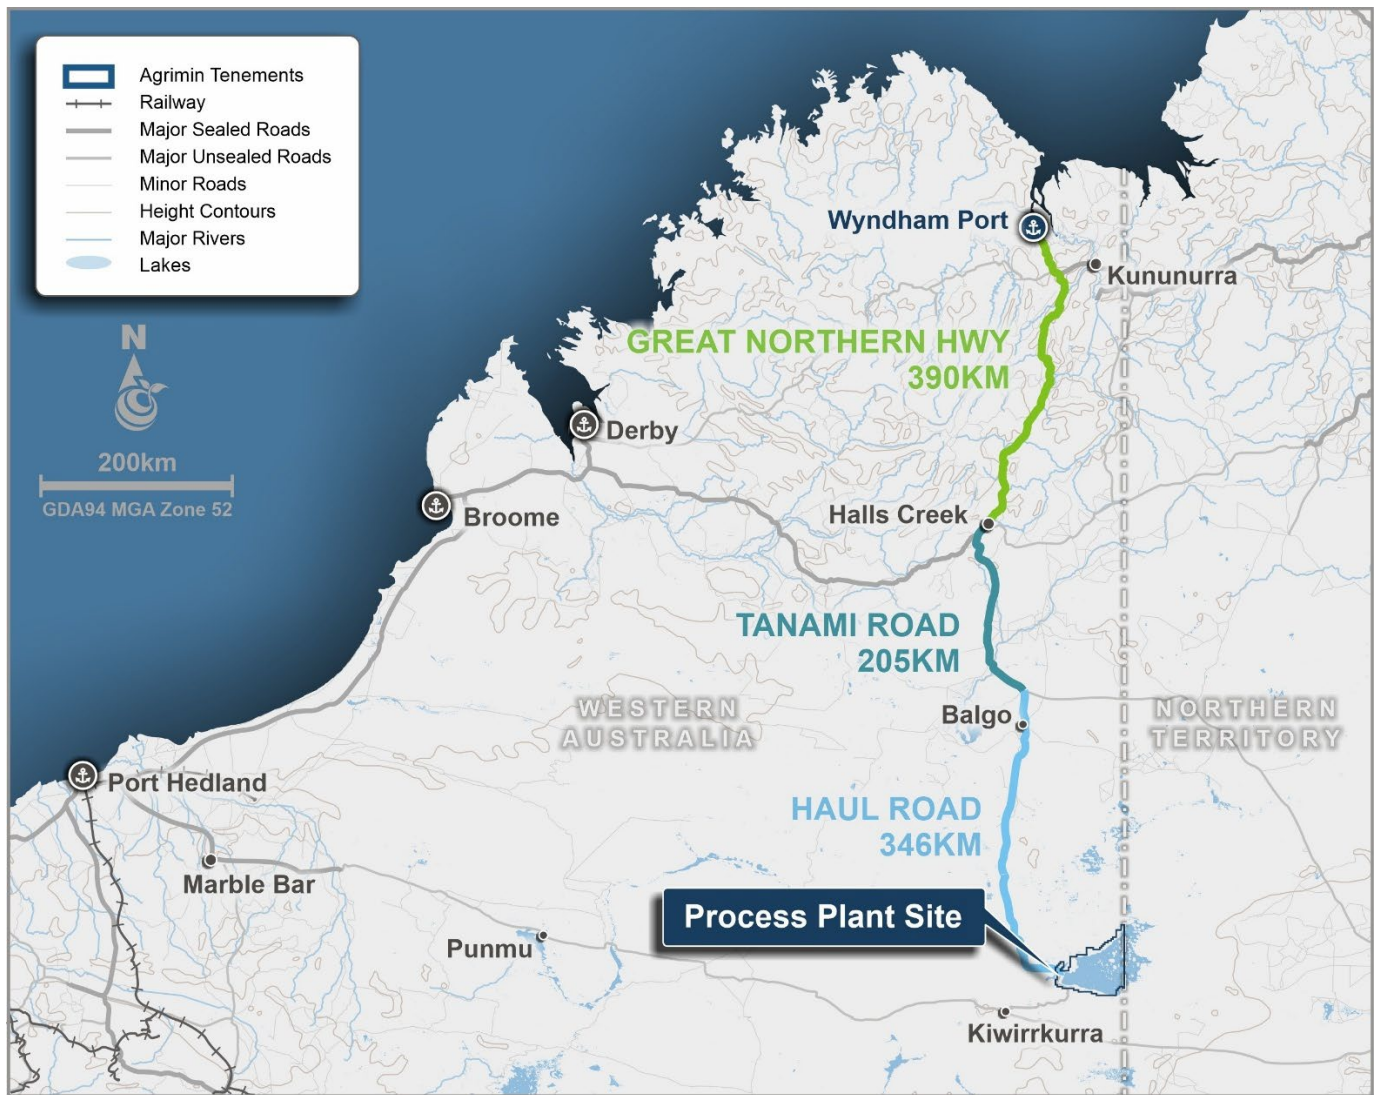 Agrimin Tenements
Railway
Major Sealed Roads
Major Unsealed Roads
Minor Roads
Height Contours
Major Rivers
Lakes
N
200km
GDA94 MGA Zone 52
Wyndham Port
Kununurra
GREAT NORTHERN HWY
390KM
Derby
Broome
Halls Creek
TANAMI ROAD
205KM
WESTERN
AUSTRALIA
NORTHERN
TERRITORY
Balgo
Port Hedland
HAUL ROAD
346KM
Marble Bar
Process Plant Site
Punmu
Kiwirrkurra